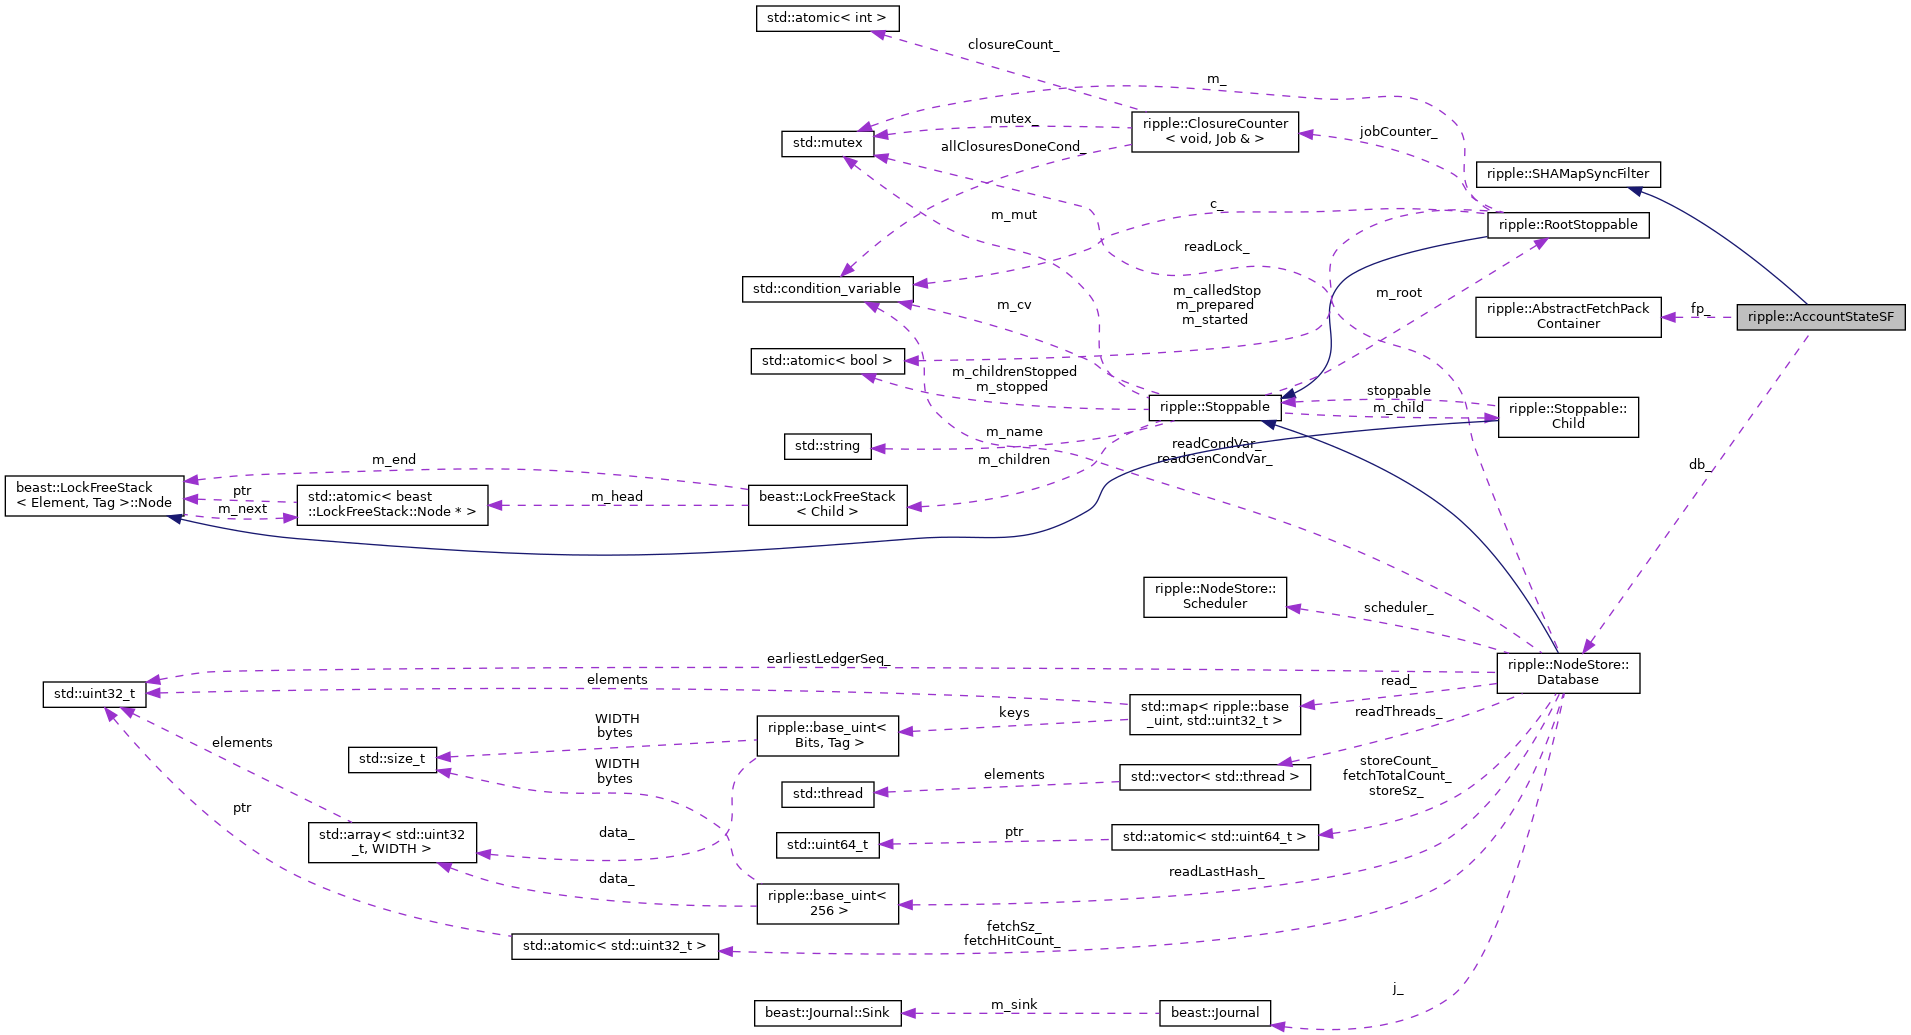 std::atomic< int >
closureCount_
m_
ripple::ClosureCounter
< void, Job & >
mutex_
jobCounter_
std::mutex
allClosuresDoneCond_
ripple::SHAMapSyncFilter
c_
m_mut
ripple::RootStoppable
readLock_
std::condition_variable
m_calledStop
m_prepared
m_started
m_root
m_cv
ripple::AbstractFetchPack
Container
fp_
ripple::AccountStateSF
std::atomic< bool >
m_childrenStopped
m_stopped
ripple::Stoppable
stoppable
m_child
ripple::Stoppable::
Child
std::string
m_name
readCondVar_
readGenCondVar_
m_children
m_end
db_
beast::LockFreeStack
< Element, Tag >::Node
ptr
m_next
std::atomic< beast
::LockFreeStack::Node * >
m_head
beast::LockFreeStack
< Child >
ripple::NodeStore::
Scheduler
scheduler_
earliestLedgerSeq_
ripple::NodeStore::
Database
std::uint32_t
elements
read_
std::map< ripple::base
_uint, std::uint32_t >
keys
readThreads_
WIDTH
bytes
ripple::base_uint<
Bits, Tag >
elements
std::size_t
WIDTH
bytes
storeCount_
fetchTotalCount_
storeSz_
elements
std::vector< std::thread >
std::thread
ptr
std::array< std::uint32
_t, WIDTH >
data_
std::uint64_t
ptr
std::atomic< std::uint64_t >
data_
readLastHash_
ripple::base_uint<
256 >
fetchSz_
fetchHitCount_
std::atomic< std::uint32_t >
j_
beast::Journal::Sink
m_sink
beast::Journal